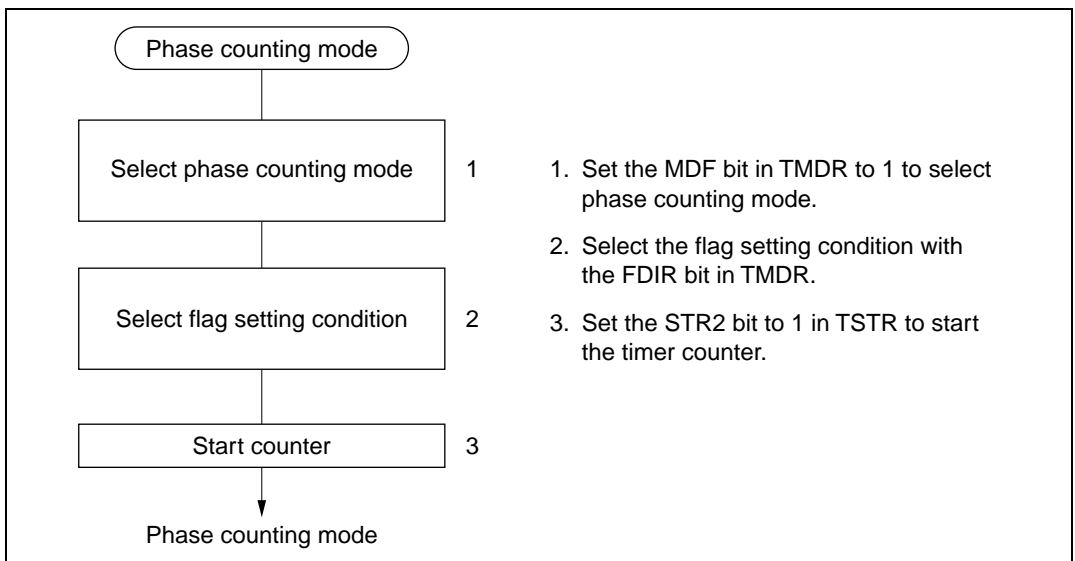 Phase counting mode
Select phase counting mode
1
Select flag setting condition
2
Start counter
3
Phase counting mode
1. Set the MDF bit in TMDR to 1 to select
phase counting mode.
2. Select the flag setting condition with
the FDIR bit in TMDR.
3. Set the STR2 bit to 1 in TSTR to start
the timer counter.